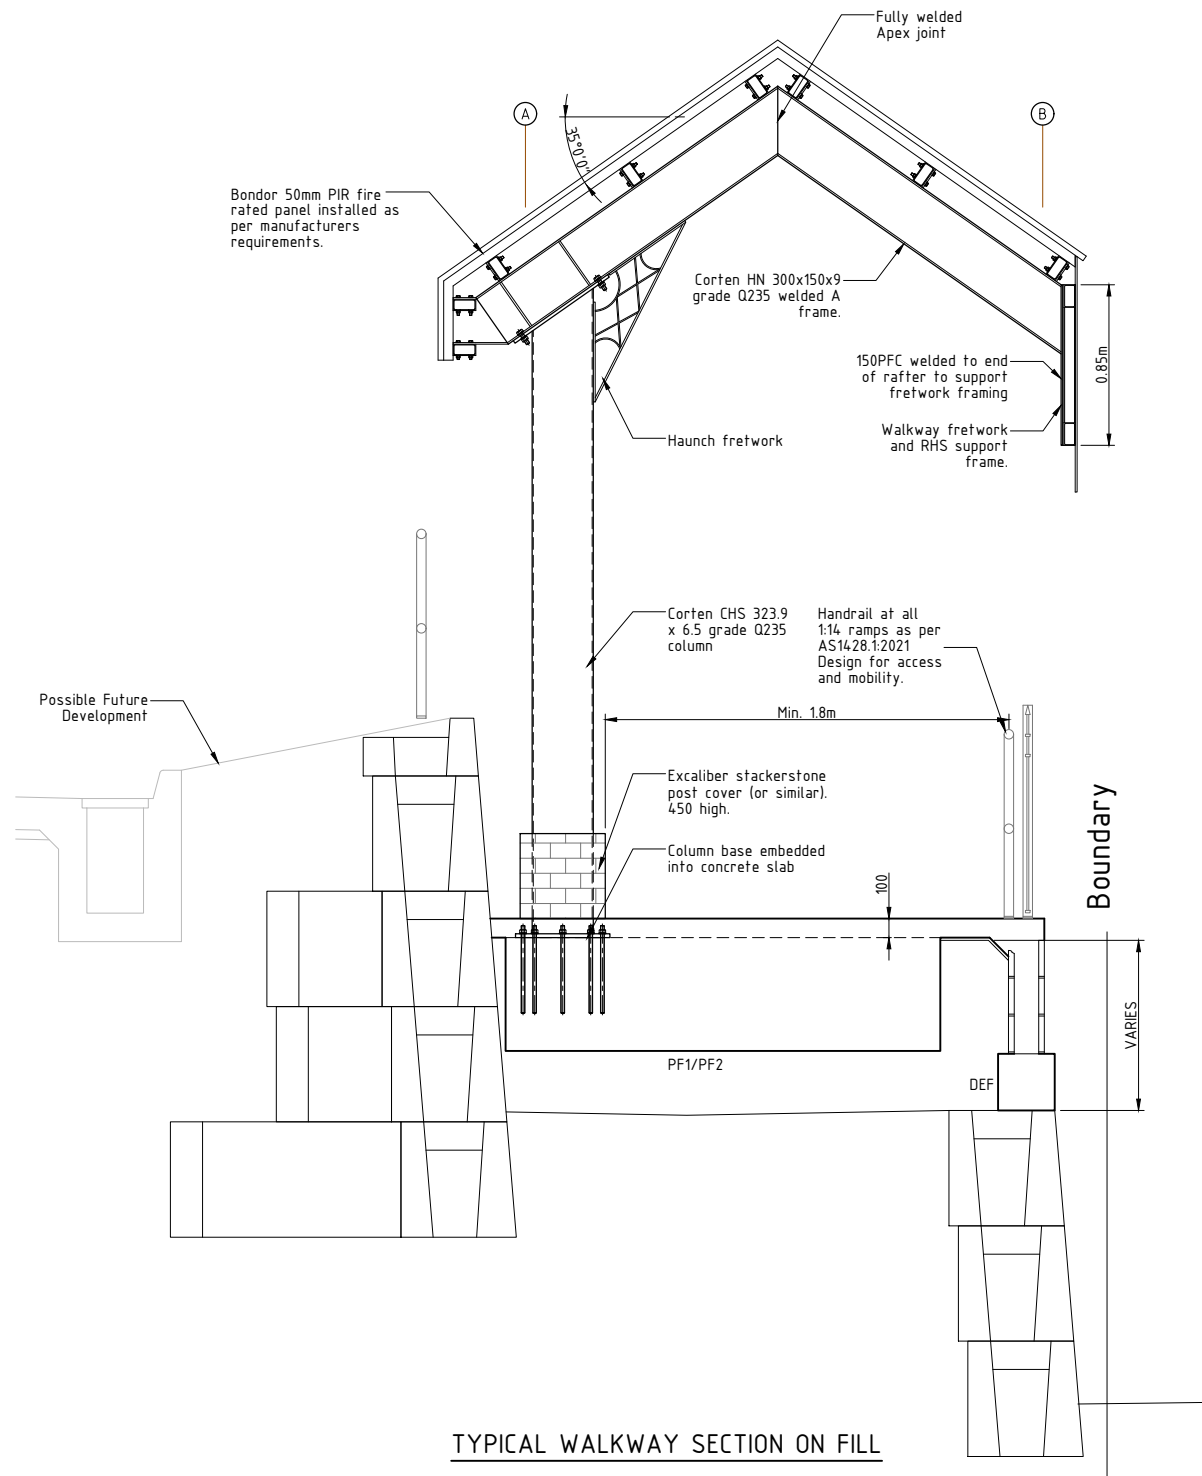 Fully welded
Apex joint
A
B
35°0'0"
Bondor 50mm PIR fire
rated panel installed as
per manufacturers
requirements.
Corten HN 300x150x9
grade Q235 welded A
frame.
0.85m
150PFC welded to end
of rafter to support
fretwork framing
Walkway fretwork
and RHS support
frame.
Haunch fretwork
Corten CHS 323.9
x 6.5 grade Q235
column
Handrail at all
1:14 ramps as per
AS1428.1:2021
Design for access
and mobility.
Possible Future
Development
Min. 1.8m
Excaliber stackerstone
post cover (or similar).
450 high.
Column base embedded
into concrete slab
100
Boundary
VARIES
PF1/PF2
DEF
TYPICAL WALKWAY SECTION ON FILL